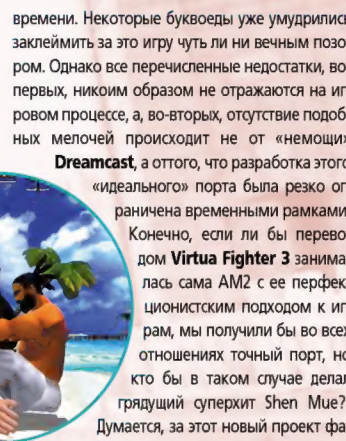 времени. Некоторые буквоеды уже умудрились
заклеймить за это игру чуть ли ни вечным позо
ром. Однако все перечисленные недостатки, во
первых, никоим образом не отражаются на иг
ровом процессе, а, во-вторых, отсутствие подоб
ных мелочей происходит не от «немощи»
Dreamcast, а оттого, что разработка этого
«идеального» порта была резко ог
раничена временными рамками
Конечно, если ли бы перево
дом Virtua Fighter 3 занима
лась сама AM2 с ее перфек
ционистским подходом к иг
рам, мы получили бы во всех
отношениях точный порт, но
кто бы в таком случае делал
грядущий суперхит Shen Mue?
Думается, за этот новый проект фа